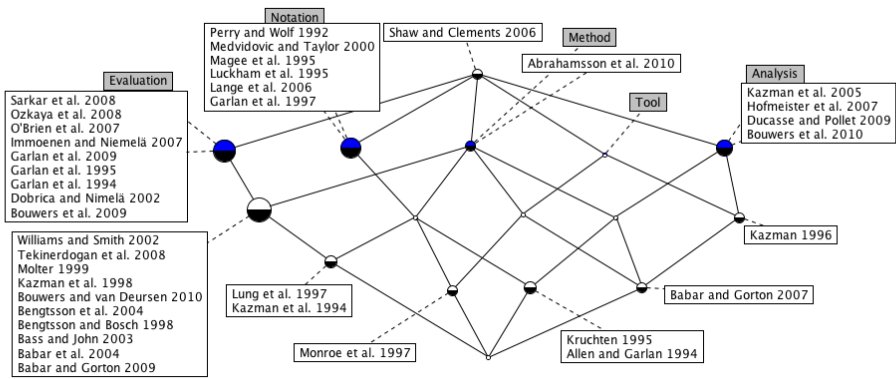 Notation
Perry and Wolf 1992
Medvidovic and Taylor 2000
Magee et al. 1995
Luckham et al. 1995
Lange et al. 2006
Garlan et al. 1997
Shaw and Clements 2006
Method
Abrahamsson et al. 2010
Evaluation
Sarkar et al. 2008
Ozkaya et al. 2008
O'Brien et al. 2007
Immoenen and Niemelä 2007
Garlan et al. 2009
Garlan et al. 1995
Garlan et al. 1994
Dobrica and Nimelä 2002
Bouwers et al. 2009
Tool
Analysis
Kazman et al. 2005
Hofmeister et al. 2007
Ducasse and Pollet 2009
Bouwers et al. 2010
Williams and Smith 2002
Tekinerdogan et al. 2008
Molter 1999
Kazman et al. 1998
Bouwers and van Deursen 2010
Bengtsson et al. 2004
Bengtsson and Bosch 1998
Bass and John 2003
Babar et al. 2004
Babar and Gorton 2009
Kazman 1996
Lung et al. 1997
Kazman et al. 1994
Babar and Gorton 2007
Monroe et al. 1997
Kruchten 1995
Allen and Garlan 1994